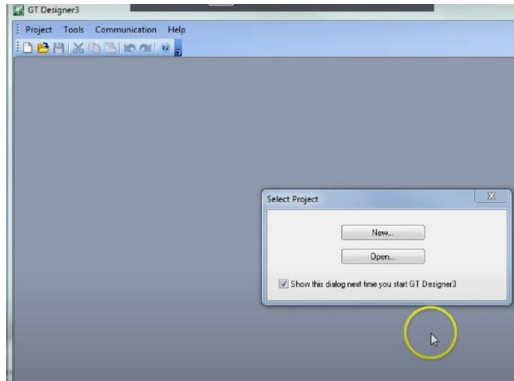 GT Designer3
Project Tools Communication Help
Select Project
New...
Open...
Show this dialog next time you start GT Designer3